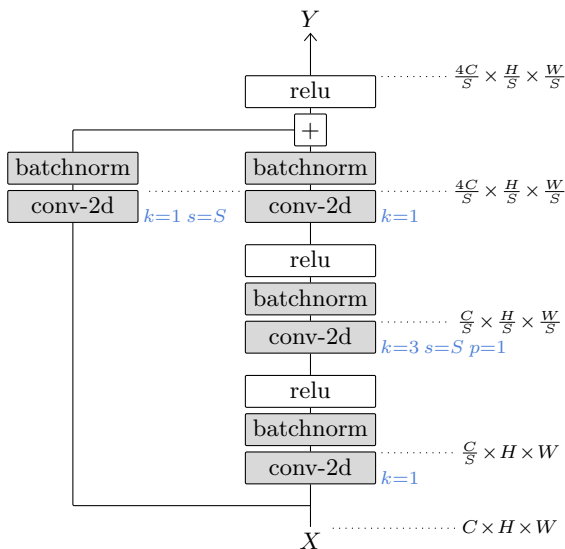 Y
relu
4C/S × H/S × W/S
+
batchnorm batchnorm
conv-2d conv-2d
k=1 s=S k=1
4C/S × H/S × W/S
relu
batchnorm
conv-2d
k=3 s=S p=1
C/S × H/S × W/S
relu
batchnorm
conv-2d
k=1
C/S × H × W
X
C × H × W